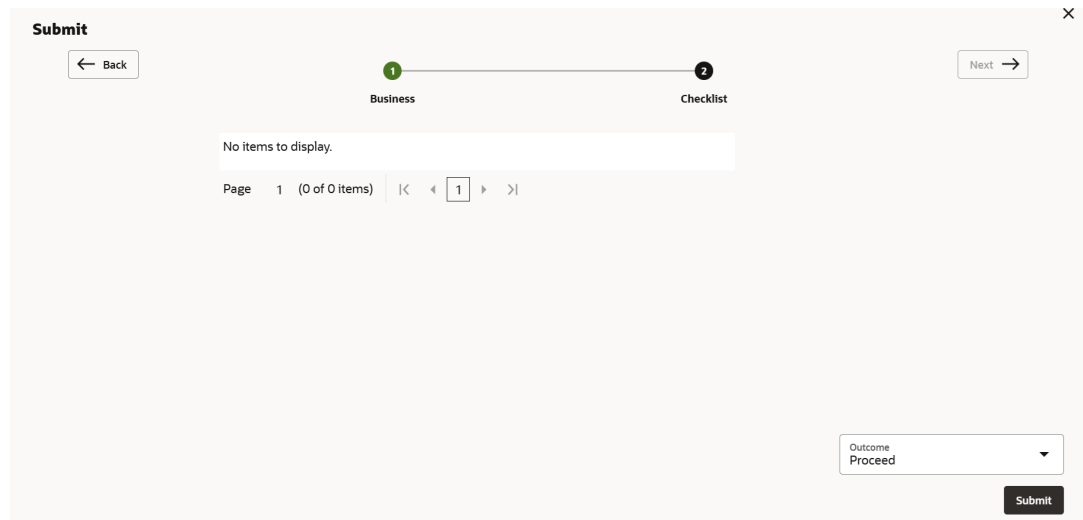 Submit
Back
Next
1
2
Business
Checklist
No items to display.
Page 1 (0 of 0 items) 1
Outcome
Proceed
Submit